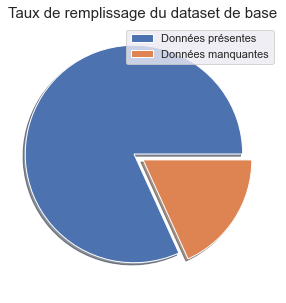 Taux de remplissage du dataset de base
Données présentes
Données manquantes